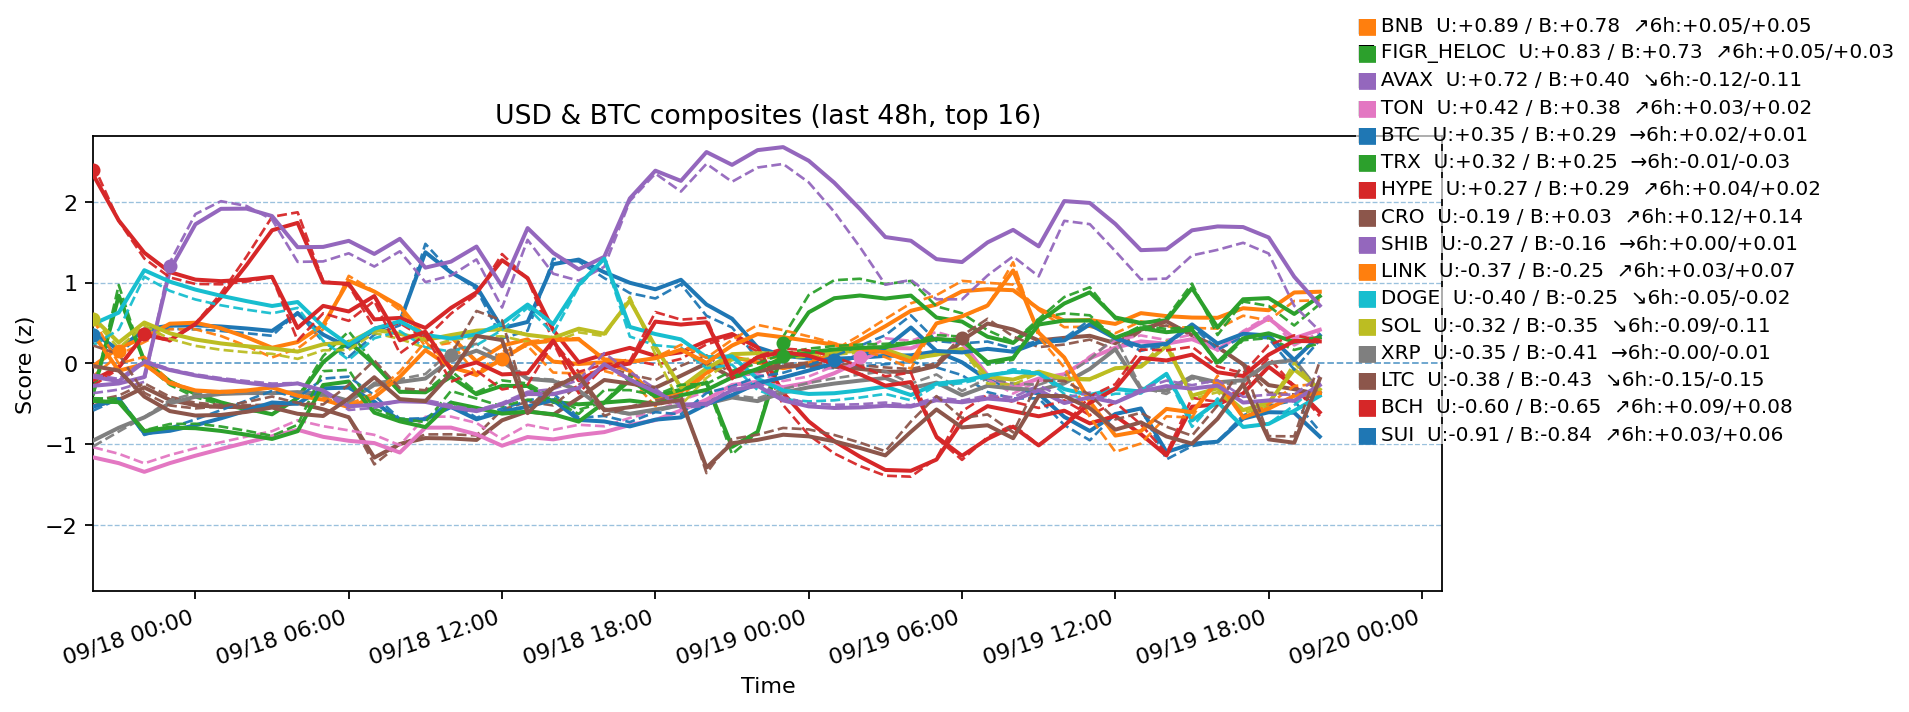 BNB  U:+0.89 / B:+0.78  ↗6h:+0.05/+0.05
FIGR_HELOC  U:+0.83 / B:+0.73  ↗6h:+0.05/+0.03
AVAX  U:+0.72 / B:+0.40  ↘6h:-0.12/-0.11
TON  U:+0.42 / B:+0.38  ↗6h:+0.03/+0.02
BTC  U:+0.35 / B:+0.29  →6h:+0.02/+0.01
TRX  U:+0.32 / B:+0.25  →6h:-0.01/-0.03
HYPE  U:+0.27 / B:+0.29  ↗6h:+0.04/+0.02
CRO  U:-0.19 / B:+0.03  ↗6h:+0.12/+0.14
SHIB  U:-0.27 / B:-0.16  →6h:+0.00/+0.01
LINK  U:-0.37 / B:-0.25  ↗6h:+0.03/+0.07
DOGE  U:-0.40 / B:-0.25  ↘6h:-0.05/-0.02
SOL  U:-0.32 / B:-0.35  ↘6h:-0.09/-0.11
XRP  U:-0.35 / B:-0.41  →6h:-0.00/-0.01
LTC  U:-0.38 / B:-0.43  ↘6h:-0.15/-0.15
BCH  U:-0.60 / B:-0.65  ↗6h:+0.09/+0.08
SUI  U:-0.91 / B:-0.84  ↗6h:+0.03/+0.06
USD & BTC composites (last 48h, top 16)
Score (z)
2
1
0
−1
−2
09/18 00:00
09/18 06:00
09/18 12:00
09/18 18:00
09/19 00:00
09/19 06:00
09/19 12:00
09/19 18:00
09/20 00:00
Time